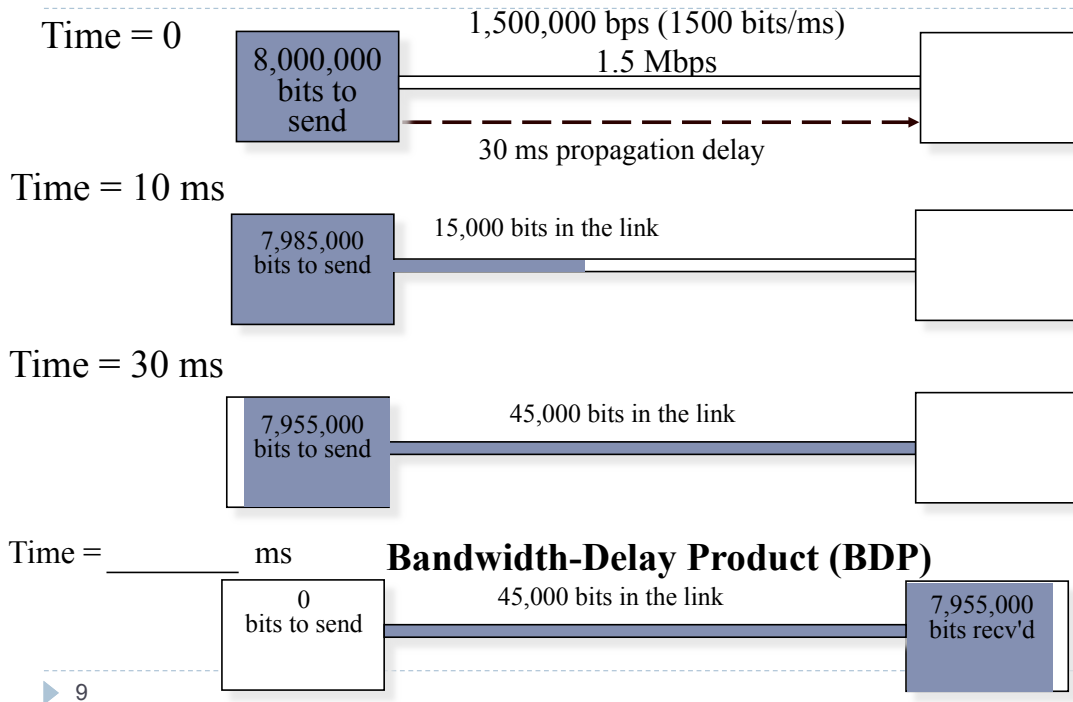 Time = 0
1,500,000 bps (1500 bits/ms)
1.5 Mbps
8,000,000
bits to
send
30 ms propagation delay
Time = 10 ms
7,985,000
bits to send
15,000 bits in the link
Time = 30 ms
7,955,000
bits to send
45,000 bits in the link
Time = ________ ms
Bandwidth-Delay Product (BDP)
0
bits to send
45,000 bits in the link
7,955,000
bits recv'd
9